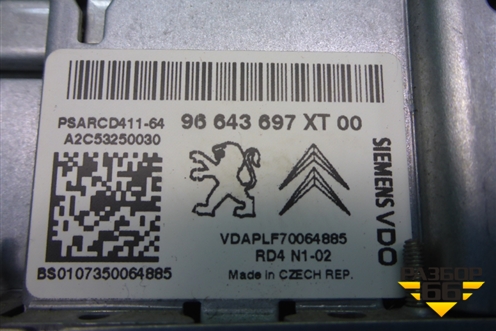 PSARCD411-64
A2C53250030
96 643 697 XT 00
SIEMENS VDO
VDAPLF70064885
RD4 N1-02
Made in CZECH REP.
BS0107350064885
РАЗБОР
66